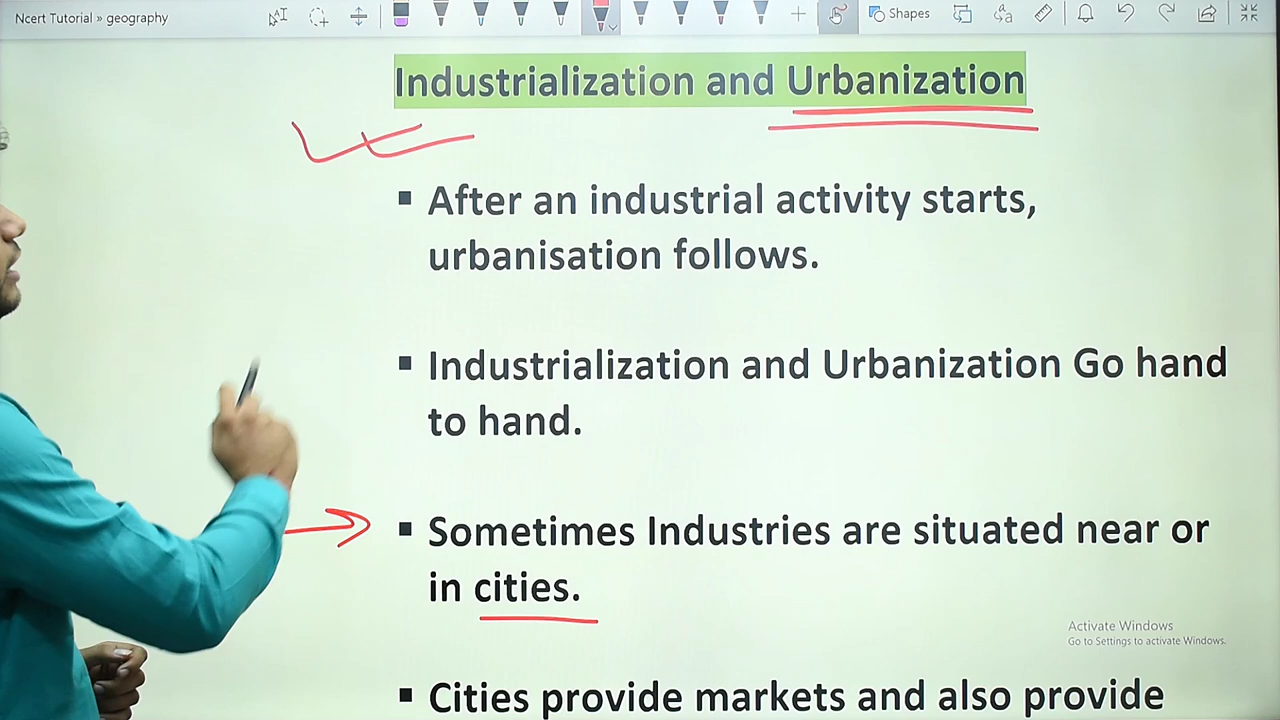 Ncert Tutorial » geography
Shapes
Industrialization and Urbanization
▪ After an industrial activity starts,
urbanisation follows.
▪ Industrialization and Urbanization Go hand
to hand.
▪ Sometimes Industries are situated near or
in cities.
Activate Windows
Go to Settings to activate Windows.
▪ Cities provide markets and also provide